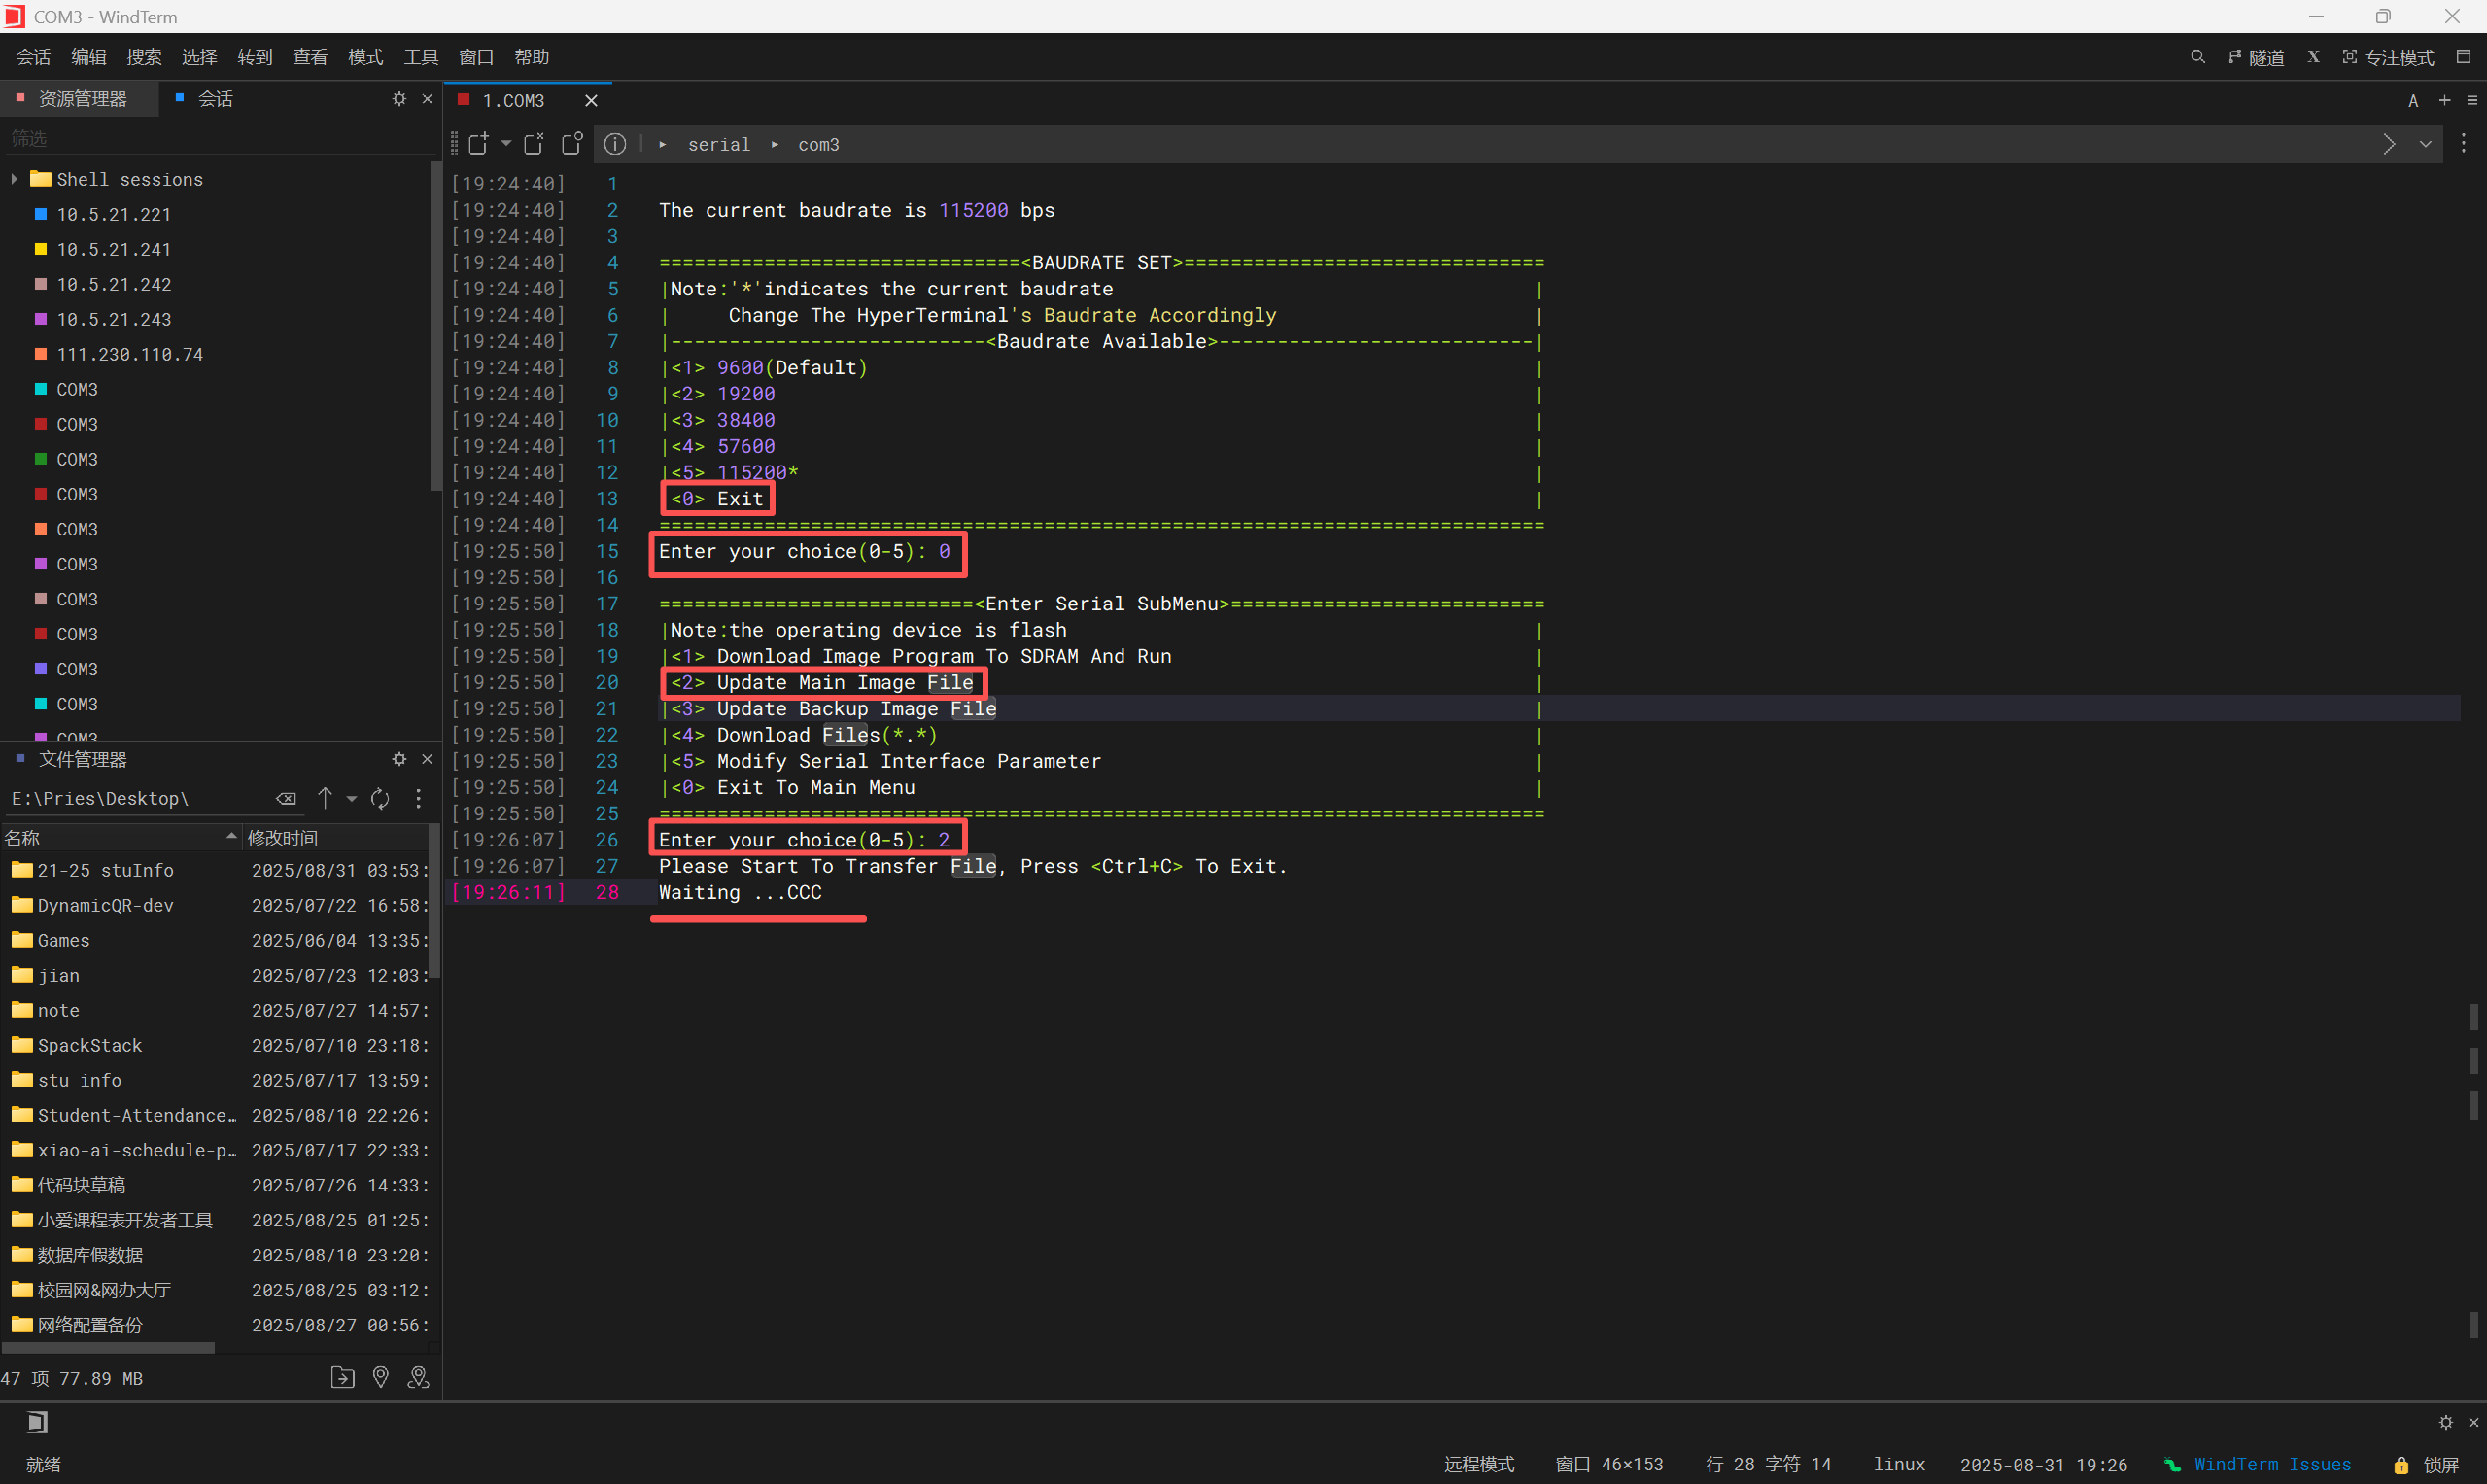 COM3 - WindTerm
会话 编辑 搜索 选择 转到 查看 模式 工具 窗口 帮助
隧道 X 专注模式
资源管理器 会话
1.COM3
A
筛选
serial com3
Shell sessions
10.5.21.221
10.5.21.241
10.5.21.242
10.5.21.243
111.230.110.74
COM3
COM3
COM3
COM3
COM3
COM3
COM3
COM3
COM3
COM3
COM3
文件管理器
E:\Pries\Desktop\
名称 修改时间
21-25 stuInfo 2025/08/31 03:53:
DynamicQR-dev 2025/07/22 16:58:
Games 2025/06/04 13:35:
jian 2025/07/23 12:03:
note 2025/07/27 14:57:
SpackStack 2025/07/10 23:18:
stu_info 2025/07/17 13:59:
Student-Attendance… 2025/08/10 22:26:
xiao-ai-schedule-p… 2025/07/17 22:33:
代码块草稿 2025/07/26 14:33:
小爱课程表开发者工具 2025/08/25 01:25:
数据库假数据 2025/08/10 23:20:
校园网&网办大厅 2025/08/25 03:12:
网络配置备份 2025/08/27 00:56:
47 项 77.89 MB
[19:24:40] 1
[19:24:40] 2 The current baudrate is 115200 bps
[19:24:40] 3
[19:24:40] 4 ===============================<BAUDRATE SET>===============================
[19:24:40] 5 |Note:'*'indicates the current baudrate |
[19:24:40] 6 | Change The HyperTerminal's Baudrate Accordingly |
[19:24:40] 7 |---------------------------<Baudrate Available>---------------------------|
[19:24:40] 8 |<1> 9600(Default) |
[19:24:40] 9 |<2> 19200 |
[19:24:40] 10 |<3> 38400 |
[19:24:40] 11 |<4> 57600 |
[19:24:40] 12 |<5> 115200* |
[19:24:40] 13 |<0> Exit |
[19:24:40] 14 ============================================================================
[19:25:50] 15 Enter your choice(0-5): 0
[19:25:50] 16
[19:25:50] 17 ===========================<Enter Serial SubMenu>===========================
[19:25:50] 18 |Note:the operating device is flash |
[19:25:50] 19 |<1> Download Image Program To SDRAM And Run |
[19:25:50] 20 |<2> Update Main Image File |
[19:25:50] 21 |<3> Update Backup Image File |
[19:25:50] 22 |<4> Download Files(*.*) |
[19:25:50] 23 |<5> Modify Serial Interface Parameter |
[19:25:50] 24 |<0> Exit To Main Menu |
[19:25:50] 25 ============================================================================
[19:26:07] 26 Enter your choice(0-5): 2
[19:26:07] 27 Please Start To Transfer File, Press <Ctrl+C> To Exit.
[19:26:11] 28 Waiting ...CCC
就绪 远程模式 窗口 46×153 行 28 字符 14 linux 2025-08-31 19:26 WindTerm Issues 锁屏